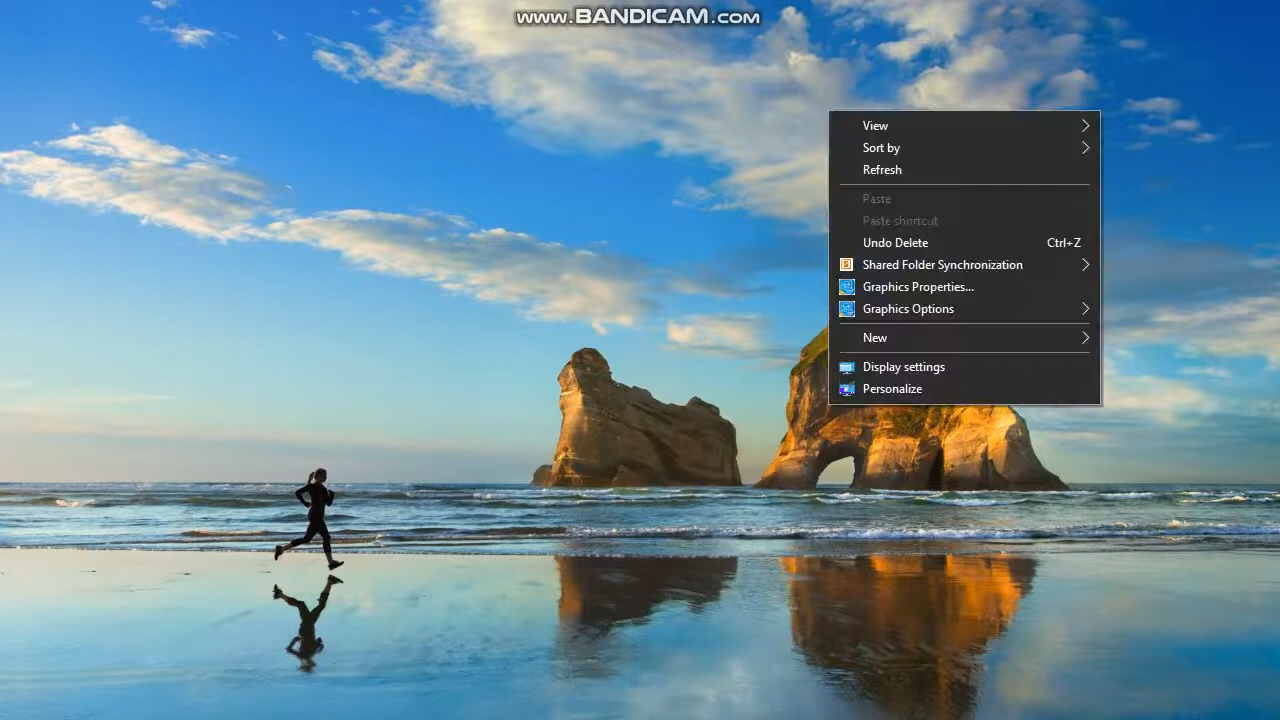 www.BANDICAM.com
View
Sort by
Refresh
Paste
Paste shortcut
Undo Delete Ctrl+Z
Shared Folder Synchronization
Graphics Properties...
Graphics Options
New
Display settings
Personalize